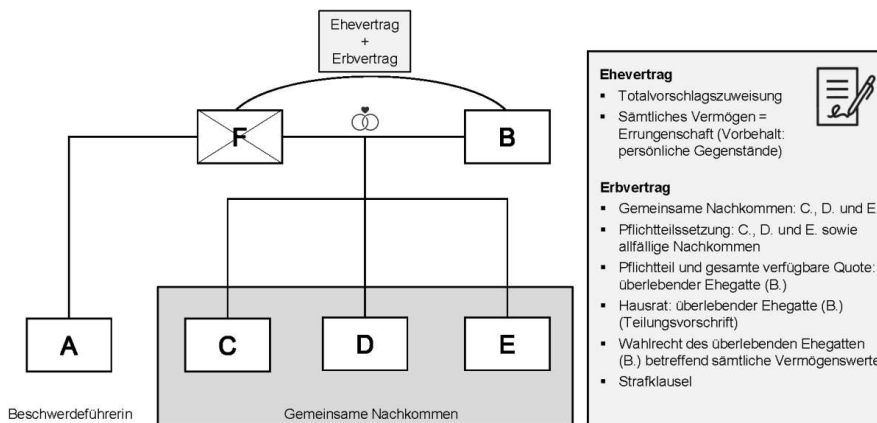 Ehevertrag
+
Erbvertrag
F
B
A
C
D
E
Beschwerdeführerin
Gemeinsame Nachkommen
Ehevertrag
▪ Totalvorschlagszuweisung
▪ Sämtliches Vermögen =
Errungenschaft (Vorbehalt:
persönliche Gegenstände)
Erbvertrag
▪ Gemeinsame Nachkommen: C., D. und E.
▪ Pflichtteilssetzung: C., D. und E. sowie
allfällige Nachkommen
▪ Pflichtteil und gesamte verfügbare Quote:
überlebender Ehegatte (B.)
▪ Hausrat: überlebender Ehegatte (B.)
(Teilungsvorschrift)
▪ Wahlrecht des überlebenden Ehegatten
(B.) betreffend sämtliche Vermögenswerte
▪ Strafklausel